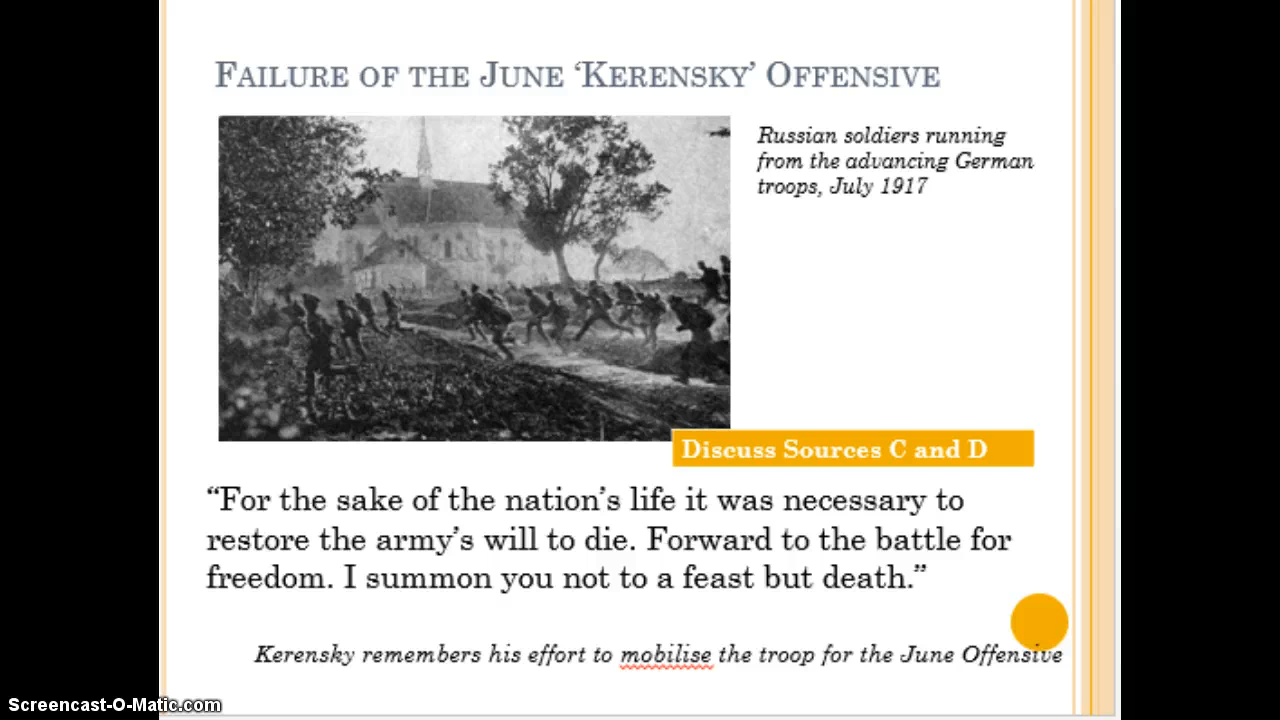 FAILURE OF THE JUNE ‘KERENSKY’ OFFENSIVE
Russian soldiers running
from the advancing German
troops, July 1917
Discuss Sources C and D
“For the sake of the nation’s life it was necessary to
restore the army’s will to die. Forward to the battle for
freedom. I summon you not to a feast but death.”
Kerensky remembers his effort to mobilise the troop for the June Offensive
Screencast-O-Matic.com